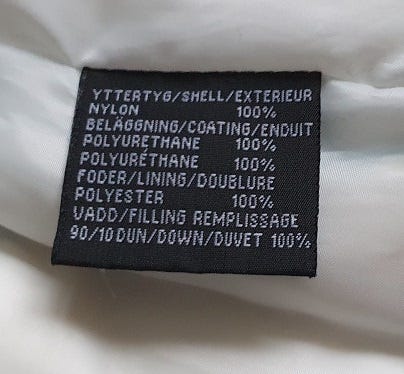 YTTERTYG/SHELL/EXTERIEUR
NYLON 100%
BELÄGGNING/COATING/ENDUIT
POLYURETHANE 100%
POLYURETHANE 100%
FODER/LINING/DOUBLURE
POLYESTER 100%
VADD/FILLING REMPLISSAGE
90/10 DUN/DOWN/DUVET 100%